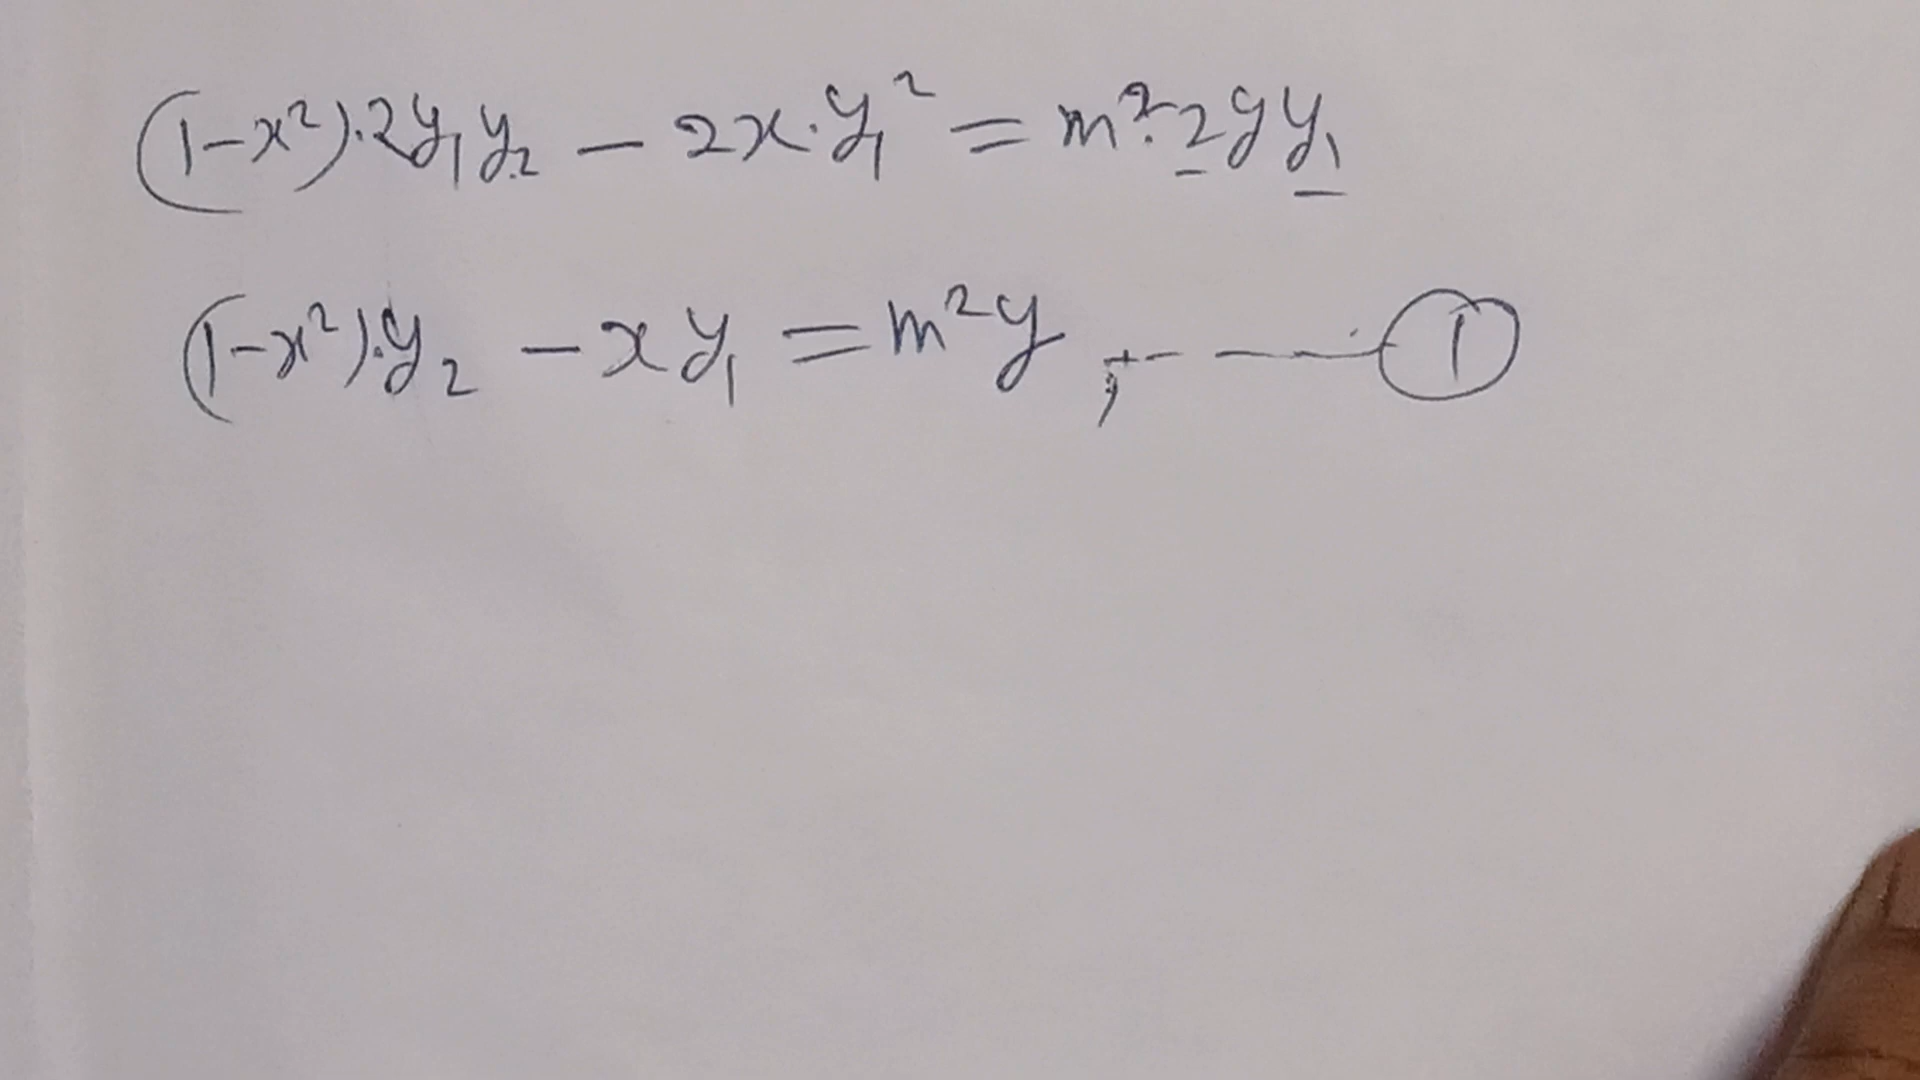 (1-x²).2y₁y₂ - 2x.y₁² = m².2yy₁
(1-x²).y₂ - xy₁ = m²y, ---- ①